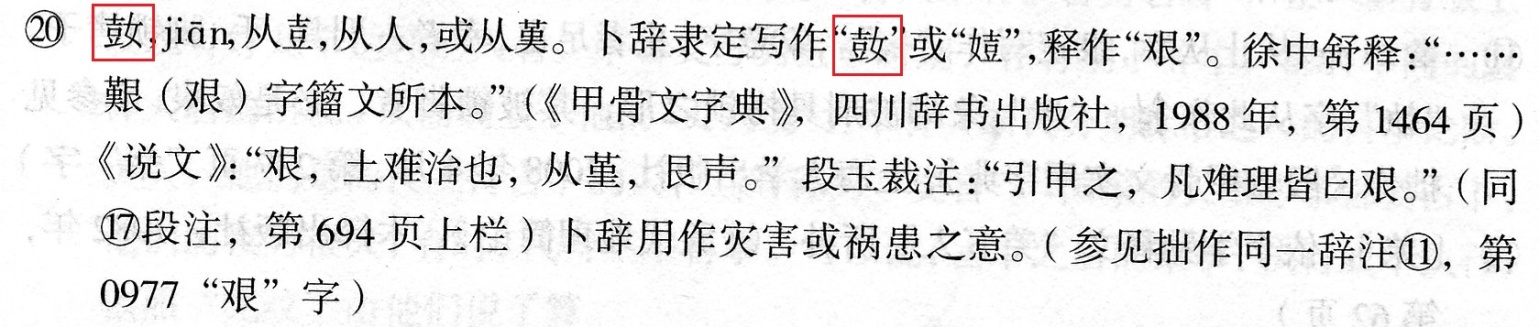 ⑳ ,jiān,从壴,从人,或从。卜辞隶定写作“”或“”,释作“艰”。徐中舒释:“……
艱(艰)字籀文所本。”(《甲骨文字典》,四川辞书出版社,1988年,第1464页)
《说文》:“艰,土难治也,从堇,艮声。”段玉裁注:“引申之,凡难理皆曰艰。”(同
⑰段注,第694页上栏)卜辞用作灾害或祸患之意。(参见拙作同一辞注⑪,第
0977“艰”字)